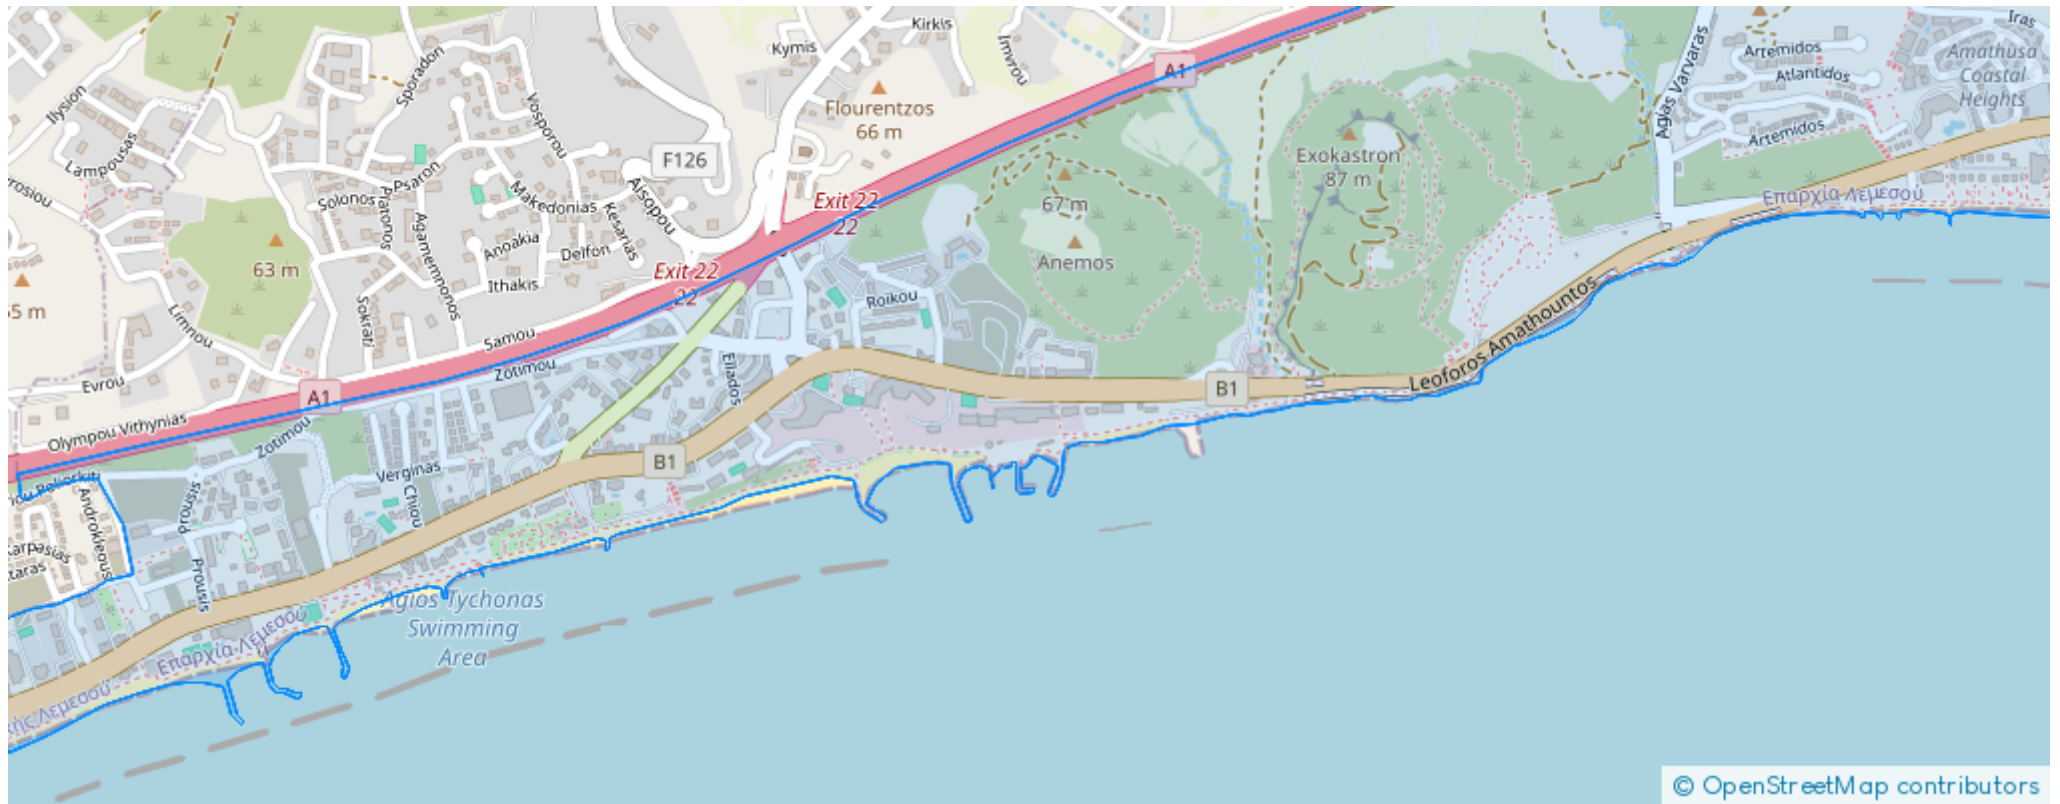 Kirkis
Iras
Kymis
Imvrou
Artemidos
Amathusa
Coastal
Heights
A1
Atlantidos
Sporadon
Ilysion
Agias Varvaras
Flourentzos
66 m
Vosporou
Artemidos
Lampousas
F126
Exokastron
87 m
Psaron
Makedonias
Aisopou
Solonos
Exit 22
22
67 m
Επαρχία Λεμεσού
Agamemnonos
Kesarias
Anoakia
Delfon
63 m
Anemos
Exit 22
22
Ithakis
Roikou
Sokrati
Limnou
Samou
Leoforos Amathountos
Zotimou
Evrou
A1
B1
Olympou Vithynias
Zotimou
B1
Verginas
Chiou
Prousis
Androkleous
Prousis
Agios Tychonas
Swimming
Area
Επαρχία Λεμεσού
© OpenStreetMap contributors